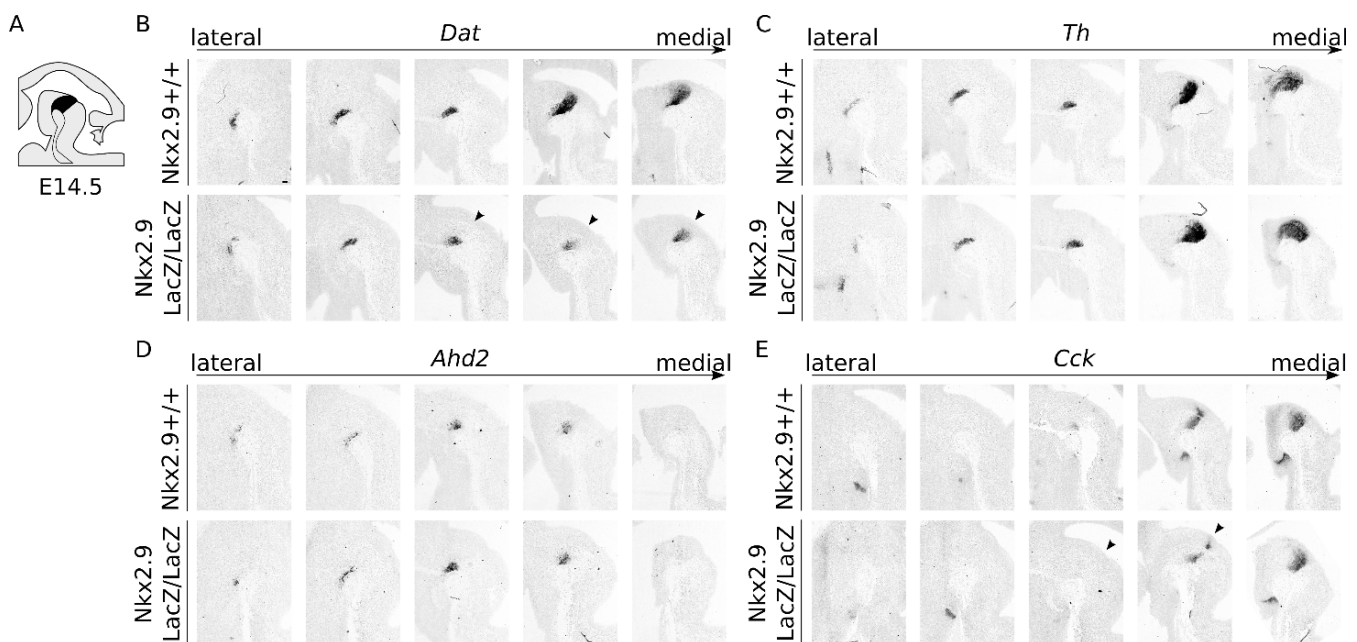 A
E14.5
B
lateral
Dat
medial
Nkx2.9+/+
Nkx2.9
LacZ/LacZ
C
lateral
Th
medial
Nkx2.9+/+
Nkx2.9
LacZ/LacZ
D
lateral
Ahd2
medial
Nkx2.9+/+
Nkx2.9
LacZ/LacZ
E
lateral
Cck
medial
Nkx2.9+/+
Nkx2.9
LacZ/LacZ